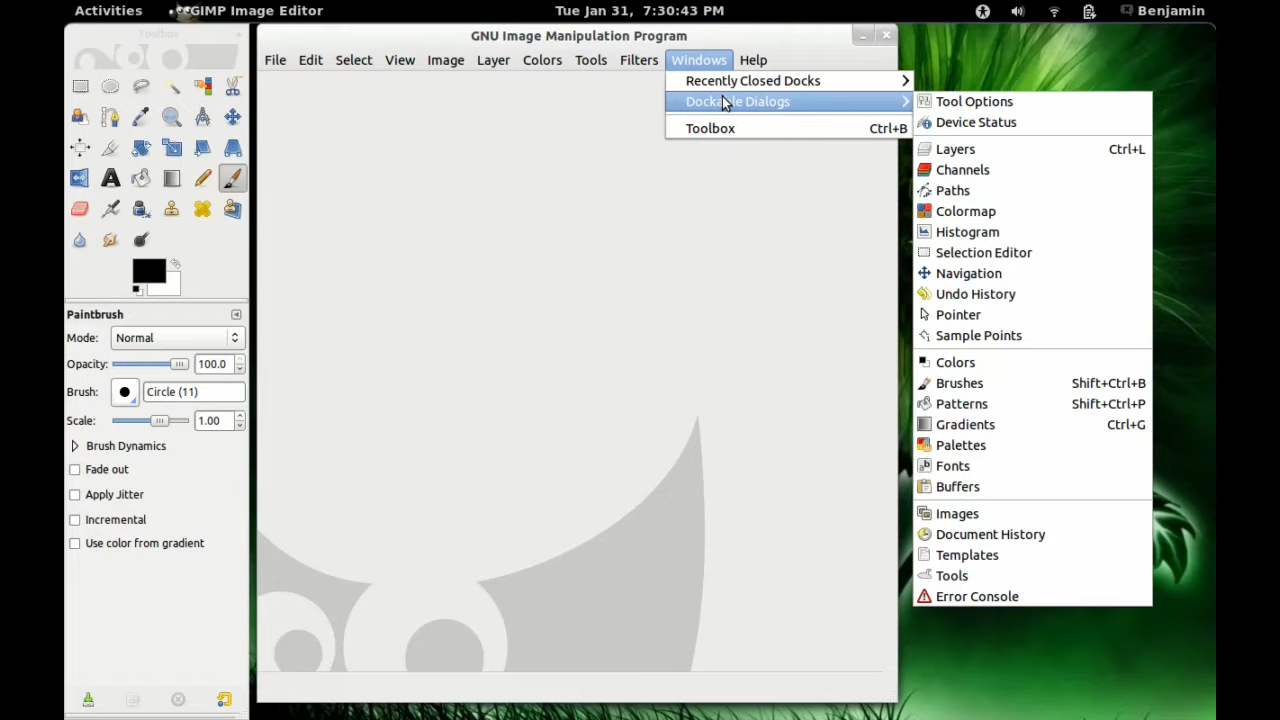 Activities
GIMP Image Editor
Tue Jan 31, 7:30:43 PM
Benjamin
Toolbox
GNU Image Manipulation Program
File Edit Select View Image Layer Colors Tools Filters Windows Help
Recently Closed Docks
Dockable Dialogs
Toolbox Ctrl+B
Tool Options
Device Status
Layers Ctrl+L
Channels
Paths
Colormap
Histogram
Selection Editor
Navigation
Undo History
Pointer
Sample Points
Colors
Brushes Shift+Ctrl+B
Patterns Shift+Ctrl+P
Gradients Ctrl+G
Palettes
Fonts
Buffers
Images
Document History
Templates
Tools
Error Console
Paintbrush
Mode: Normal
Opacity: 100.0
Brush: Circle (11)
Scale: 1.00
Brush Dynamics
Fade out
Apply Jitter
Incremental
Use color from gradient